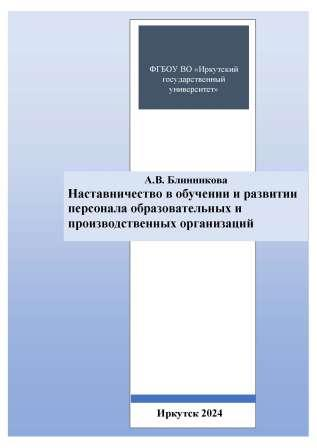 ФГБОУ ВО «Иркутский
государственный
университет»
А.В. Блинникова
Наставничество в обучении и развитии
персонала образовательных и
производственных организаций
Иркутск 2024